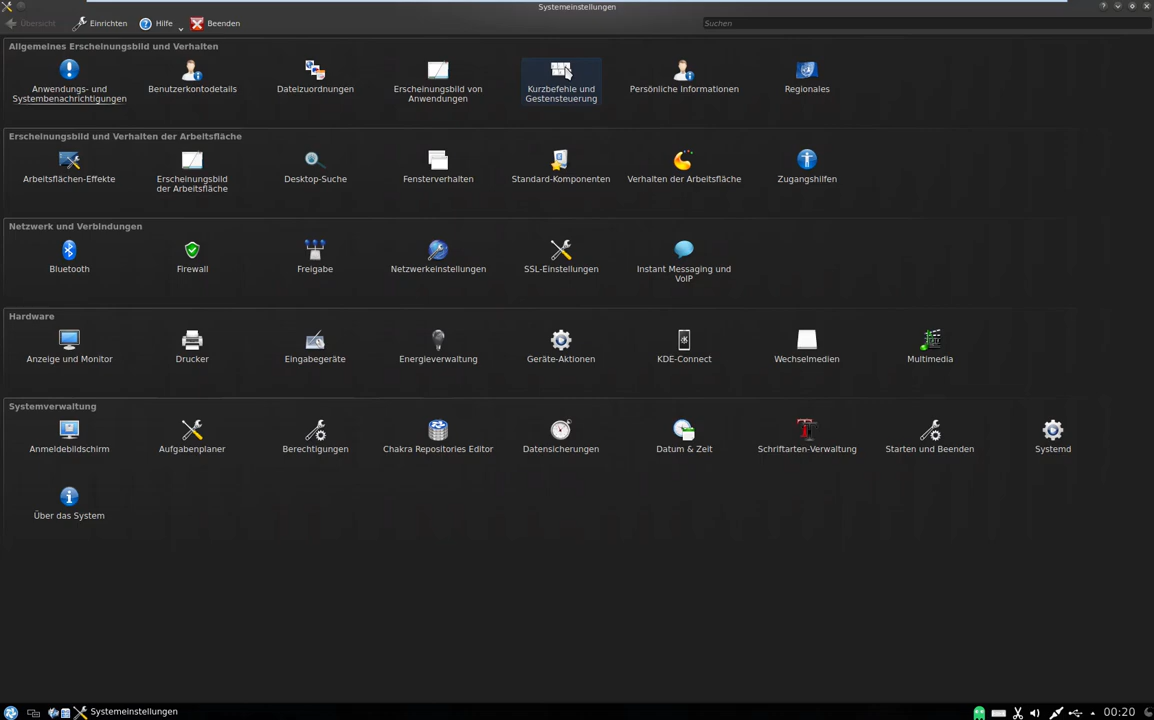 Systemeinstellungen
Übersicht Einrichten Hilfe Beenden Suchen
Allgemeines Erscheinungsbild und Verhalten
Anwendungs- und Systembenachrichtigungen
Benutzerkontodetails
Dateizuordnungen
Erscheinungsbild von Anwendungen
Kurzbefehle und Gestensteuerung
Persönliche Informationen
Regionales
Erscheinungsbild und Verhalten der Arbeitsfläche
Arbeitsflächen-Effekte
Erscheinungsbild der Arbeitsfläche
Desktop-Suche
Fensterverhalten
Standard-Komponenten
Verhalten der Arbeitsfläche
Zugangshilfen
Netzwerk und Verbindungen
Bluetooth
Firewall
Freigabe
Netzwerkeinstellungen
SSL-Einstellungen
Instant Messaging und VoIP
Hardware
Anzeige und Monitor
Drucker
Eingabegeräte
Energieverwaltung
Geräte-Aktionen
KDE-Connect
Wechselmedien
Multimedia
Systemverwaltung
Anmeldebildschirm
Aufgabenplaner
Berechtigungen
Chakra Repositories Editor
Datensicherungen
Datum & Zeit
Schriftarten-Verwaltung
Starten und Beenden
Systemd
Über das System
Systemeinstellungen
00:20